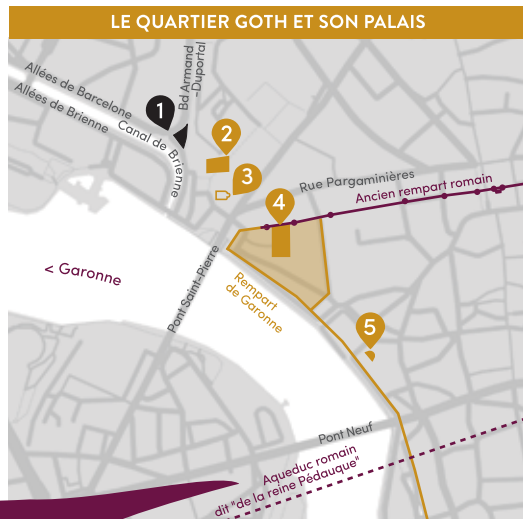 LE QUARTIER GOTH ET SON PALAIS
Bd Armand
-Duportal
Allées de Barcelone
Allées de Brienne
Canal de Brienne
1
2
3
Rue Pargaminières
Ancien rempart romain
4
< Garonne
Pont Saint-Pierre
Rempart
de Garonne
5
Pont Neuf
Aqueduc romain
dit "de la reine Pédauque"